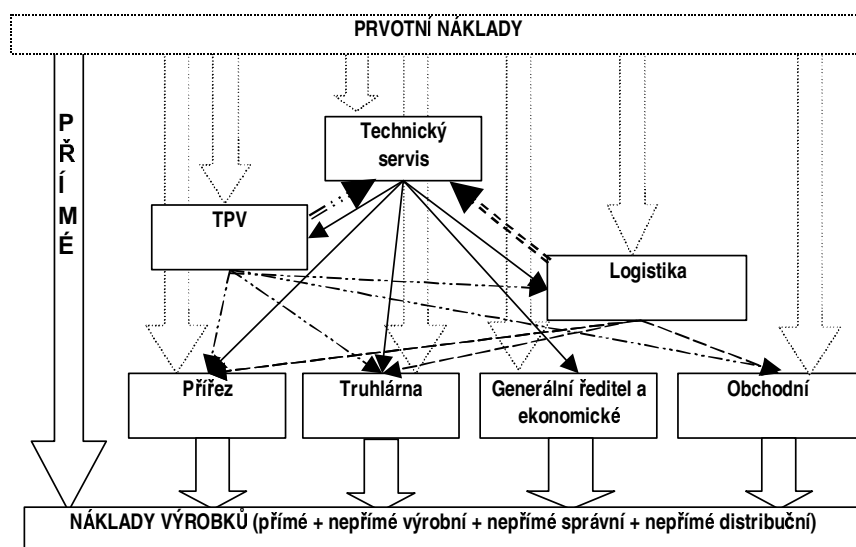 PRVOTNÍ NÁKLADY
PŘÍMÉ
Technický
servis
TPV
Logistika
Přířez
Truhlárna
Generální ředitel a
ekonomické
Obchodní
NÁKLADY VÝROBKŮ (přímé + nepřímé výrobní + nepřímé správní + nepřímé distribuční)